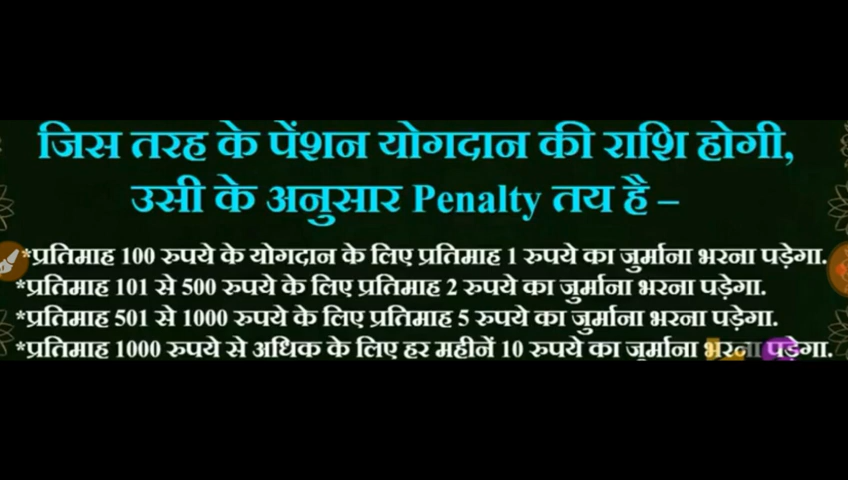 जिस तरह के पेंशन योगदान की राशि होगी,
उसी के अनुसार Penalty तय है –
*प्रतिमाह 100 रुपये के योगदान के लिए प्रतिमाह 1 रुपये का जुर्माना भरना पड़ेगा.
*प्रतिमाह 101 से 500 रुपये के लिए प्रतिमाह 2 रुपये का जुर्माना भरना पड़ेगा.
*प्रतिमाह 501 से 1000 रुपये के लिए प्रतिमाह 5 रुपये का जुर्माना भरना पड़ेगा.
*प्रतिमाह 1000 रुपये से अधिक के लिए हर महीनें 10 रुपये का जुर्माना भरना पड़ेगा.